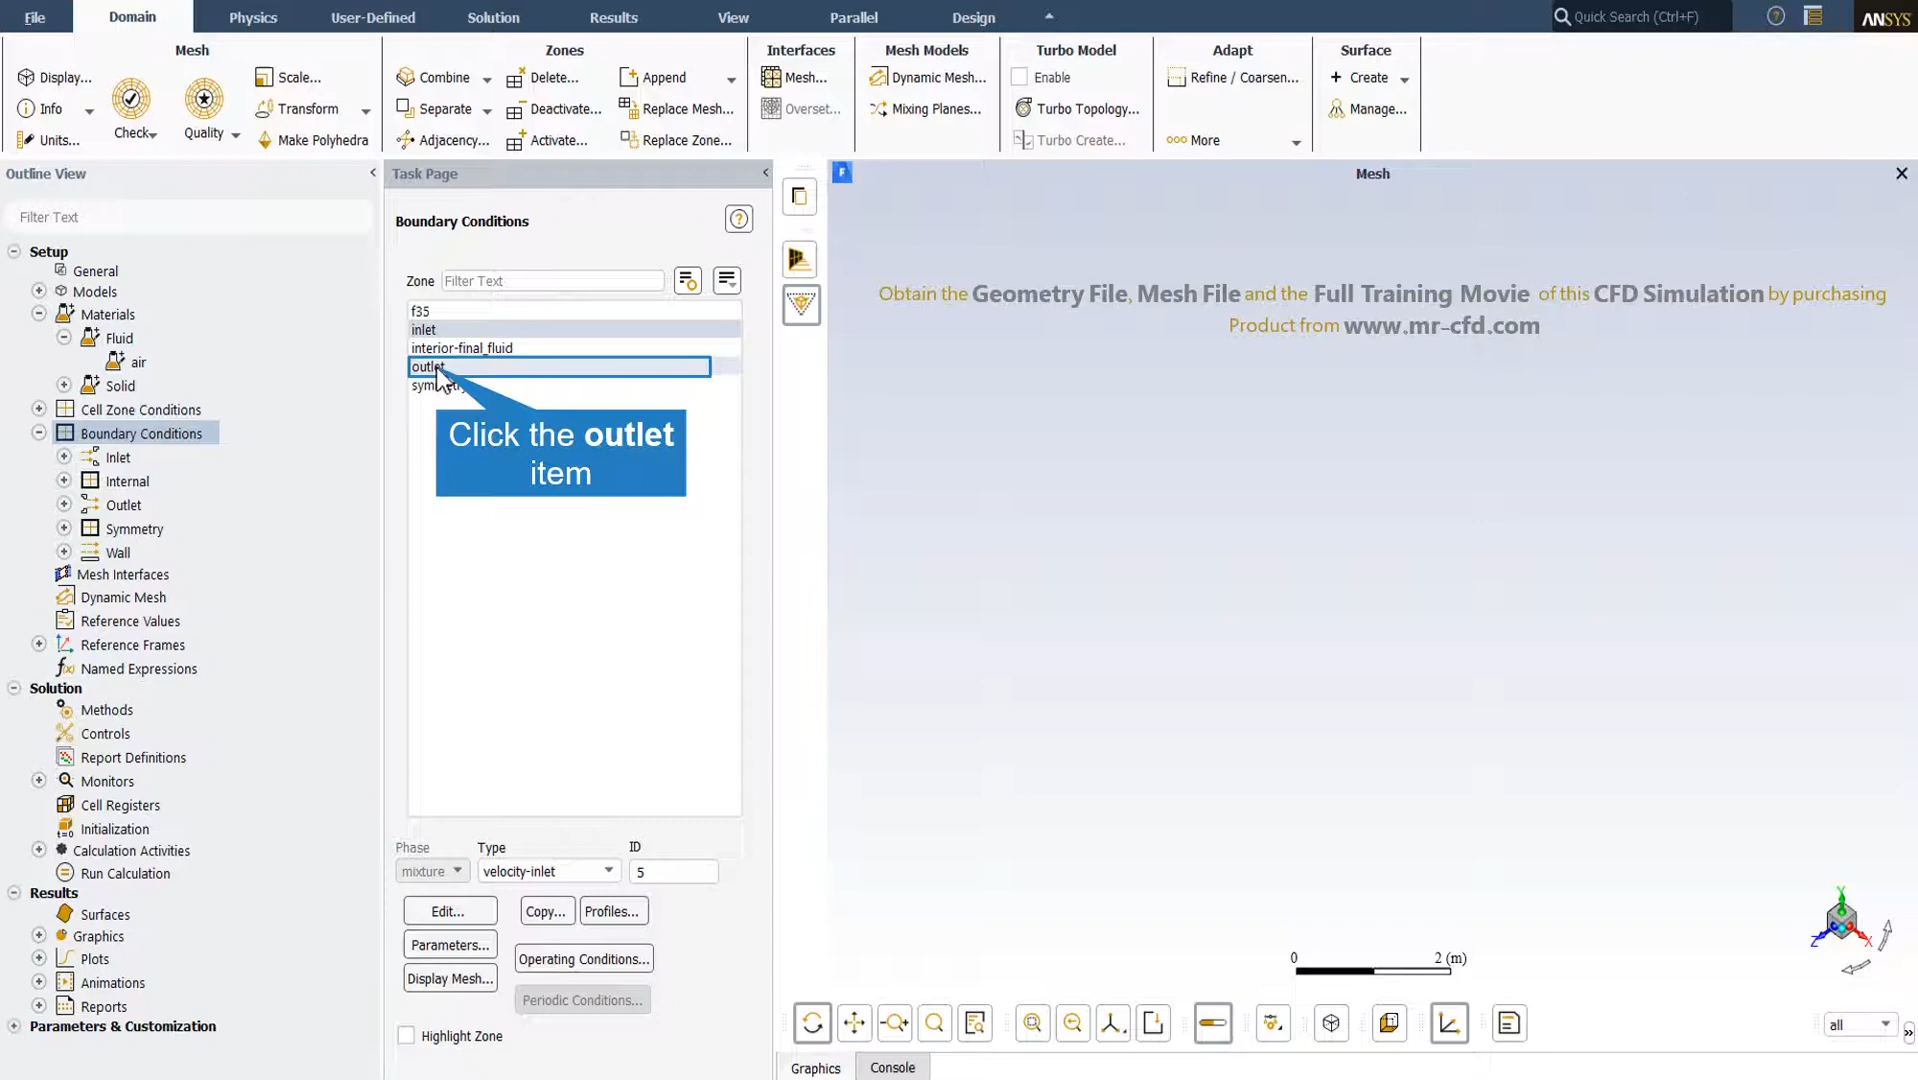 File Domain Physics User-Defined Solution Results View Parallel Design Quick Search (Ctrl+F) ANSYS
Mesh Zones Interfaces Mesh Models Turbo Model Adapt Surface
Display... Scale... Combine Delete... Append Mesh... Dynamic Mesh... Enable Refine / Coarsen... Create
Info Transform Separate Deactivate... Replace Mesh... Overset... Mixing Planes... Turbo Topology... Manage...
Units... Check Quality Make Polyhedra Adjacency... Activate... Replace Zone... Turbo Create... More
Outline View
Filter Text
Setup
General
Models
Materials
Fluid
air
Solid
Cell Zone Conditions
Boundary Conditions
Inlet
Internal
Outlet
Symmetry
Wall
Mesh Interfaces
Dynamic Mesh
Reference Values
Reference Frames
Named Expressions
Solution
Methods
Controls
Report Definitions
Monitors
Cell Registers
Initialization
Calculation Activities
Run Calculation
Results
Surfaces
Graphics
Plots
Animations
Reports
Parameters & Customization
Task Page
Boundary Conditions
Zone Filter Text
f35
inlet
interior-final_fluid
outlet
Click the outlet
item
Phase Type ID
mixture velocity-inlet 5
Edit... Copy... Profiles...
Parameters... Operating Conditions...
Display Mesh... Periodic Conditions...
Highlight Zone
Mesh
Obtain the Geometry File, Mesh File and the Full Training Movie of this CFD Simulation by purchasing
Product from www.mr-cfd.com
0 2 (m)
Y
Z X
all
Graphics Console